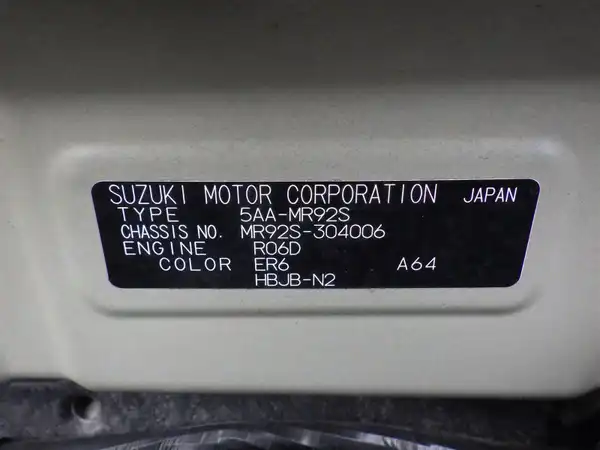 SUZUKI MOTOR CORPORATION JAPAN
TYPE 5AA-MR92S
CHASSIS NO. MR92S-304006
ENGINE R06D
COLOR ER6 A64
HBJB-N2